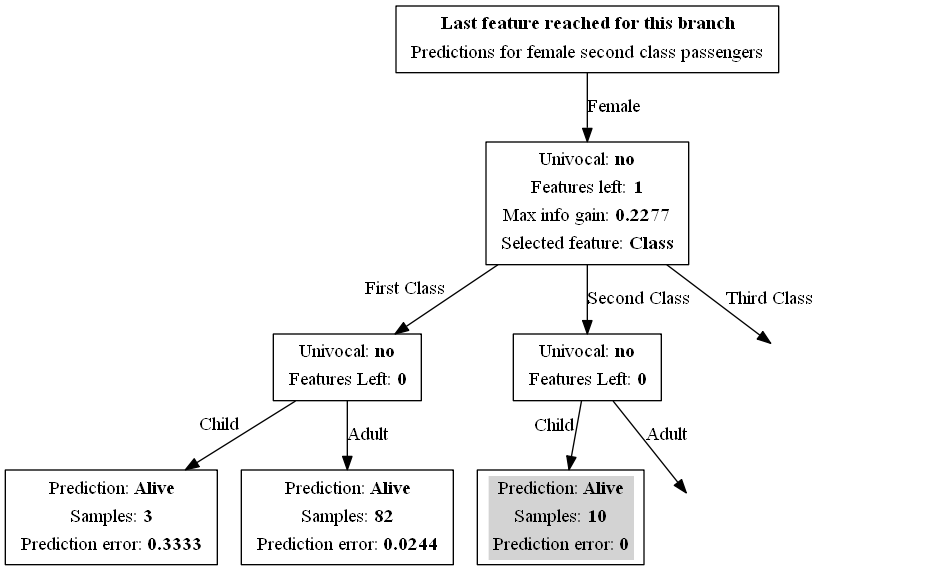 Last feature reached for this branch
Predictions for female second class passengers
Female
Univocal: no
Features left: 1
Max info gain: 0.2277
Selected feature: Class
First Class
Second Class
Third Class
Univocal: no
Features Left: 0
Univocal: no
Features Left: 0
Child
Adult
Child
Adult
Prediction: Alive
Samples: 3
Prediction error: 0.3333
Prediction: Alive
Samples: 82
Prediction error: 0.0244
Prediction: Alive
Samples: 10
Prediction error: 0